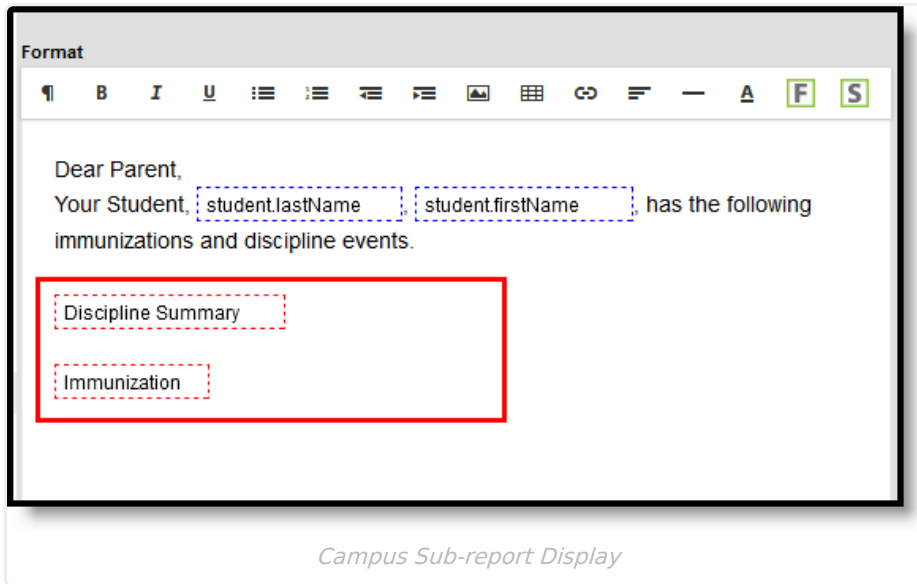 Format
¶ B I U A F S
Dear Parent,
Your Student, student.lastName , student.firstName , has the following
immunizations and discipline events.
Discipline Summary
Immunization
Campus Sub-report Display